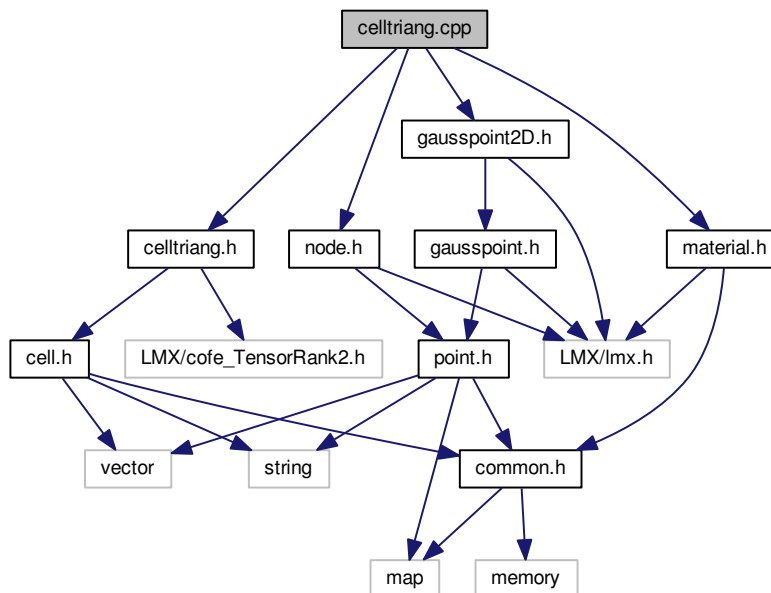 celltriang.cpp
gausspoint2D.h
celltriang.h
node.h
gausspoint.h
material.h
cell.h
LMX/cofe_TensorRank2.h
point.h
LMX/lmx.h
vector
string
common.h
map
memory